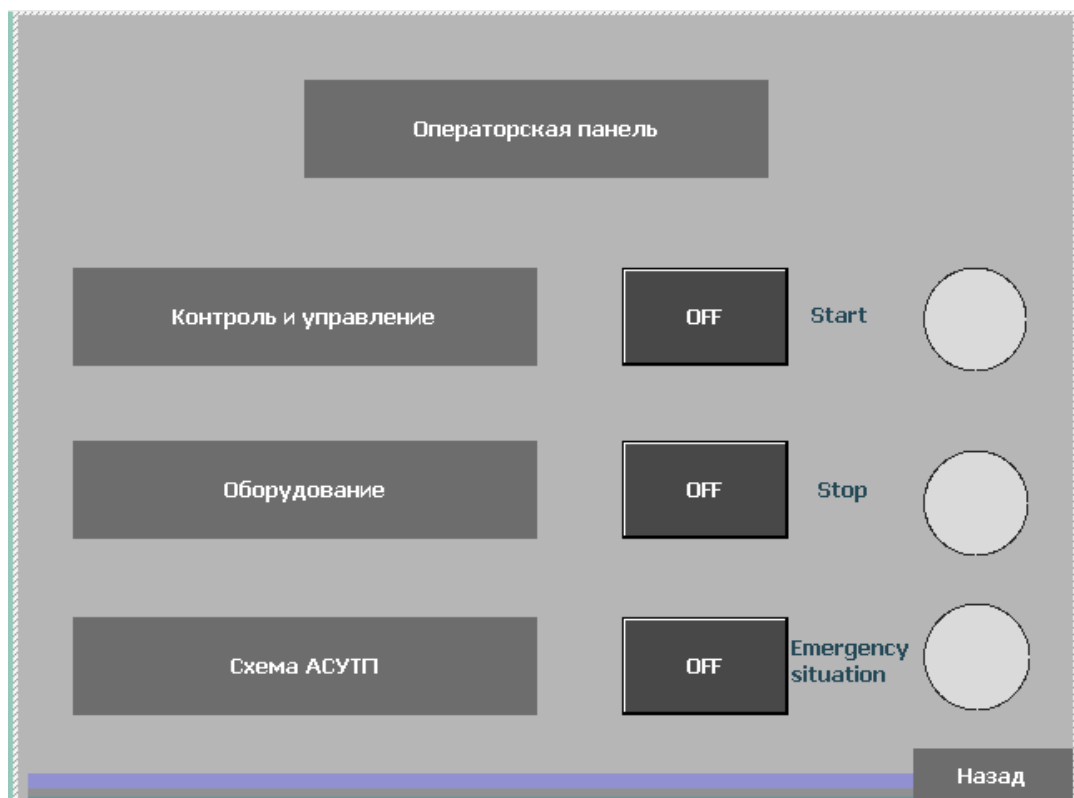 Операторская панель
Контроль и управление
OFF
Start
Оборудование
OFF
Stop
Схема АСУТП
OFF
Emergency
situation
Назад